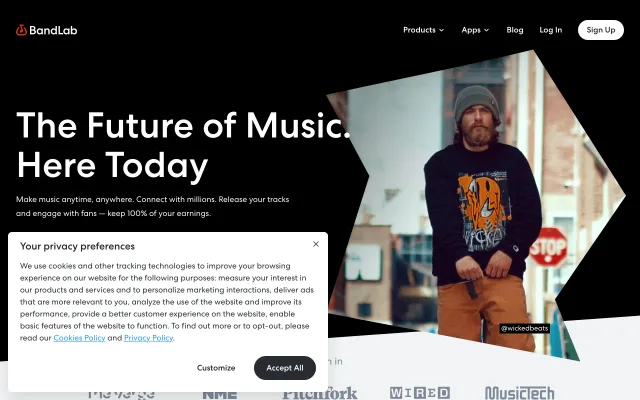 BandLab
Products
Apps
Blog
Log In
Sign Up
The Future of Music.
Here Today
Make music anytime, anywhere. Connect with millions. Release your tracks
and engage with fans — keep 100% of your earnings.
STOP
@wickedbeats
Your privacy preferences
We use cookies and other tracking technologies to improve your browsing
experience on our website for the following purposes: measure your interest in
our products and services and to personalize marketing interactions, deliver ads
that are more relevant to you, analyze the use of the website and improve its
performance, provide a better customer experience on the website, enable
basic features of the website to function. To find out more or to opt-out, please
read our Cookies Policy and Privacy Policy.
Customize
Accept All
in
NME
Pitchfork
WIRED
MusicTech